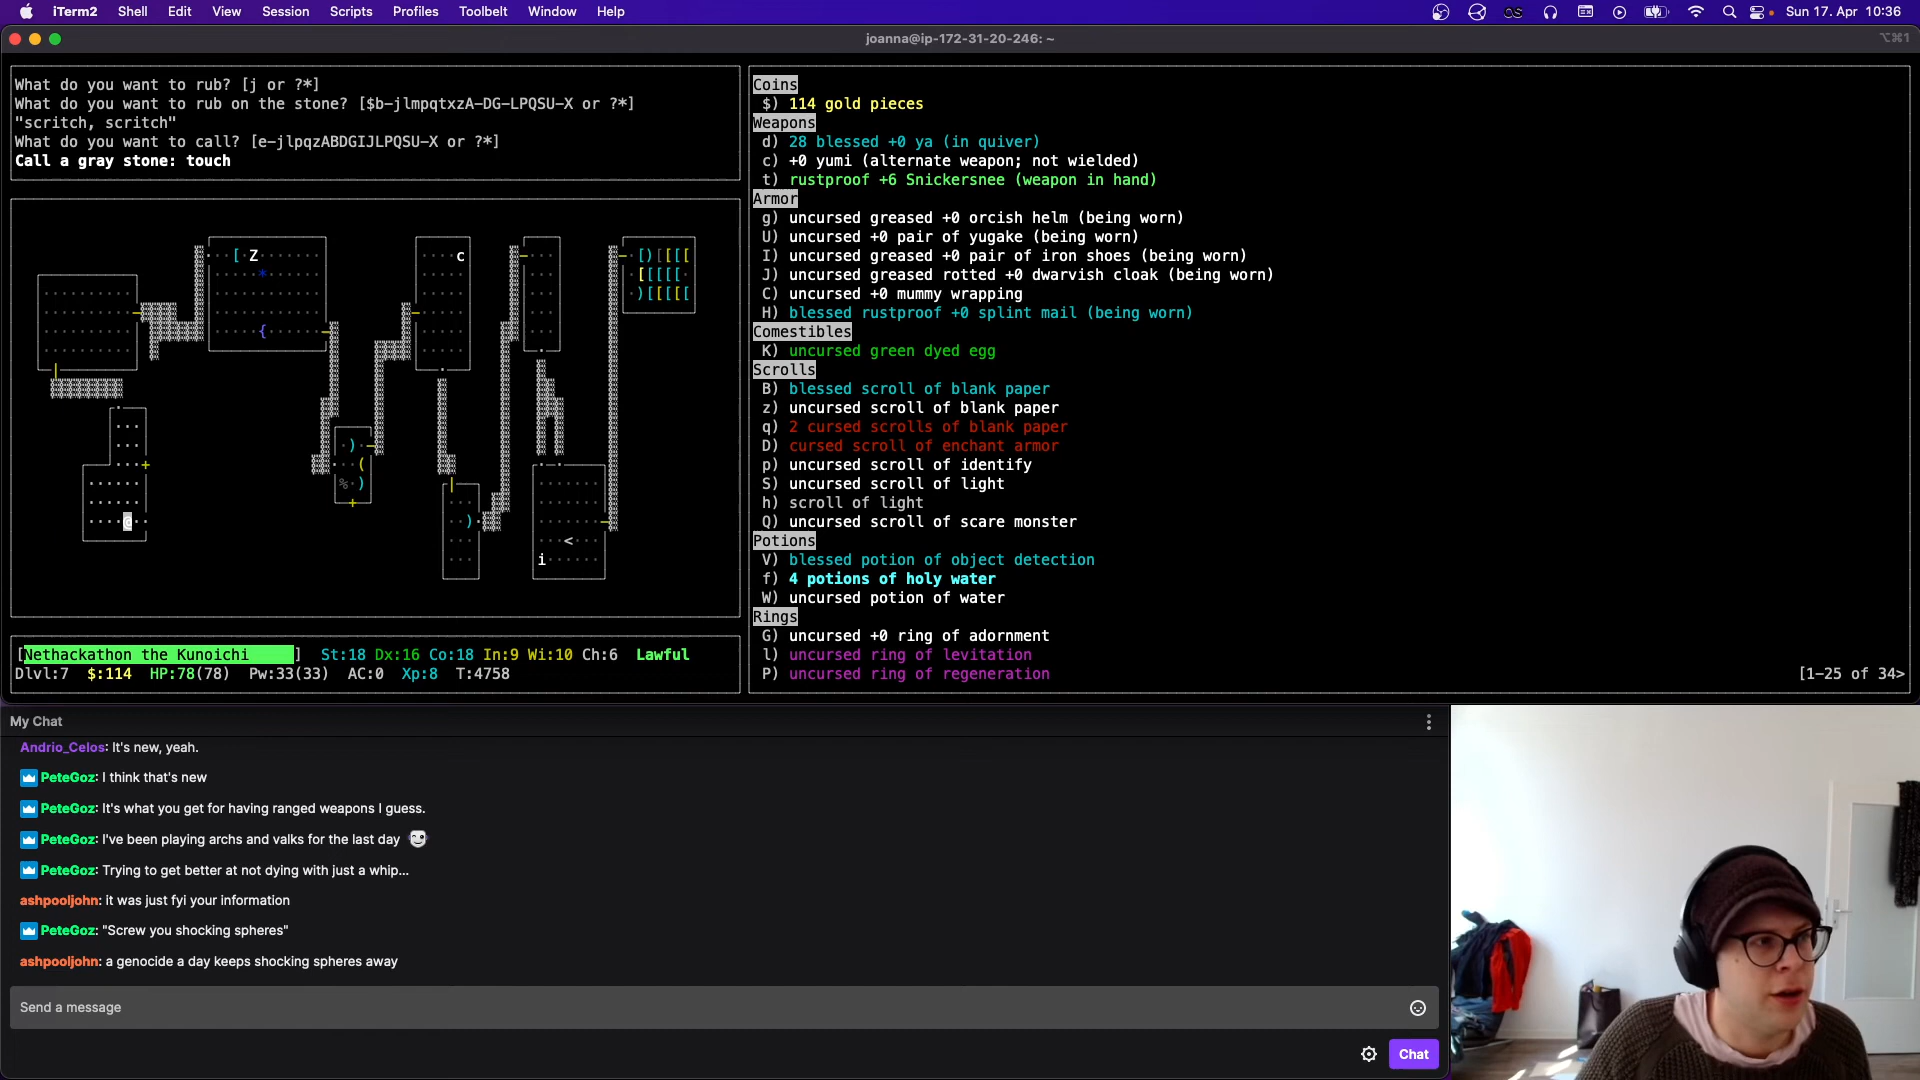 iTerm2 Shell Edit View Session Scripts Profiles Toolbelt Window Help
Sun 17. Apr 10:36
joanna@ip-172-31-20-246: ~
⌥⌘1
What do you want to rub? [j or ?*]
What do you want to rub on the stone? [$b-jlmpqtxzA-DG-LPQSU-X or ?*]
"scritch, scritch"
What do you want to call? [e-jlpqzABDGIJLPQSU-X or ?*]
Call a gray stone: touch
[Nethackathon the Kunoichi ] St:18 Dx:16 Co:18 In:9 Wi:10 Ch:6 Lawful
Dlvl:7 $:114 HP:78(78) Pw:33(33) AC:0 Xp:8 T:4758
Coins
$) 114 gold pieces
Weapons
d) 28 blessed +0 ya (in quiver)
c) +0 yumi (alternate weapon; not wielded)
t) rustproof +6 Snickersnee (weapon in hand)
Armor
g) uncursed greased +0 orcish helm (being worn)
U) uncursed +0 pair of yugake (being worn)
I) uncursed greased +0 pair of iron shoes (being worn)
J) uncursed greased rotted +0 dwarvish cloak (being worn)
C) uncursed +0 mummy wrapping
H) blessed rustproof +0 splint mail (being worn)
Comestibles
K) uncursed green dyed egg
Scrolls
B) blessed scroll of blank paper
z) uncursed scroll of blank paper
q) 2 cursed scrolls of blank paper
D) cursed scroll of enchant armor
p) uncursed scroll of identify
S) uncursed scroll of light
h) scroll of light
Q) uncursed scroll of scare monster
Potions
V) blessed potion of object detection
f) 4 potions of holy water
W) uncursed potion of water
Rings
G) uncursed +0 ring of adornment
l) uncursed ring of levitation
P) uncursed ring of regeneration
[1-25 of 34>
My Chat
Andrio_Celos: It's new, yeah.
PeteGoz: I think that's new
PeteGoz: It's what you get for having ranged weapons I guess.
PeteGoz: I've been playing archs and valks for the last day
PeteGoz: Trying to get better at not dying with just a whip...
ashpooljohn: it was just fyi your information
PeteGoz: "Screw you shocking spheres"
ashpooljohn: a genocide a day keeps shocking spheres away
Send a message
Chat